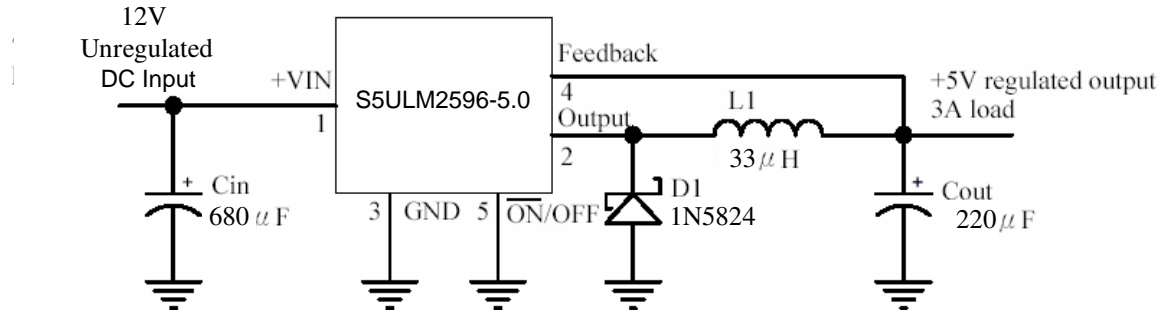 12V
Unregulated
DC Input
+VIN
1
S5ULM2596-5.0
Feedback
4
Output
2
L1
33μH
+5V regulated output
3A load
+
Cin
680μF
3 GND 5 ON/OFF
D1
1N5824
+
Cout
220μF